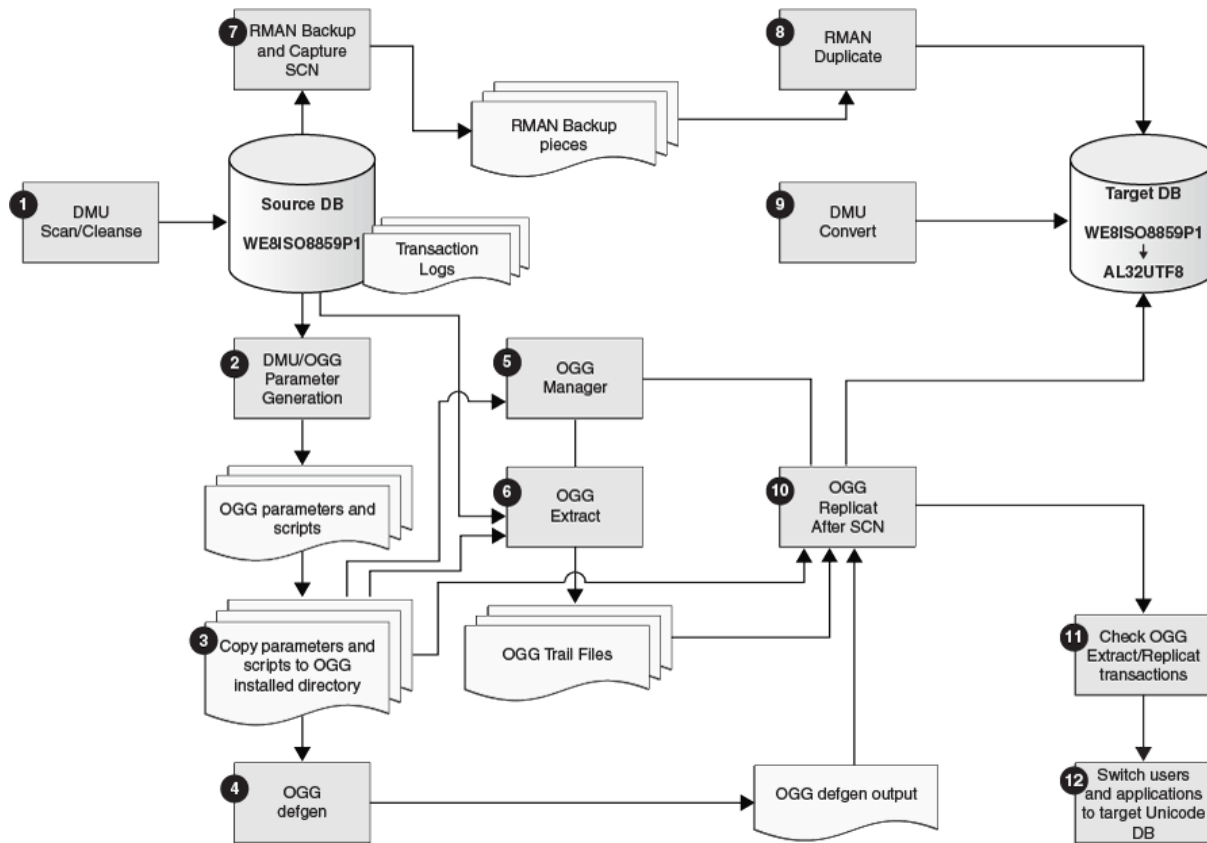 7
RMAN Backup
and Capture
SCN
8
RMAN
Duplicate
RMAN Backup
pieces
1
DMU
Scan/Cleanse
Source DB
WE8ISO8859P1
Transaction
Logs
9
DMU
Convert
Target DB
WE8ISO8859P1
AL32UTF8
2
DMU/OGG
Parameter
Generation
5
OGG
Manager
OGG parameters and
scripts
6
OGG
Extract
10
OGG
Replicat
After SCN
3
Copy parameters and
scripts to OGG
installed directory
OGG Trail Files
11
Check OGG
Extract/Replicat
transactions
4
OGG
defgen
OGG defgen output
12
Switch users
and applications
to target Unicode
DB